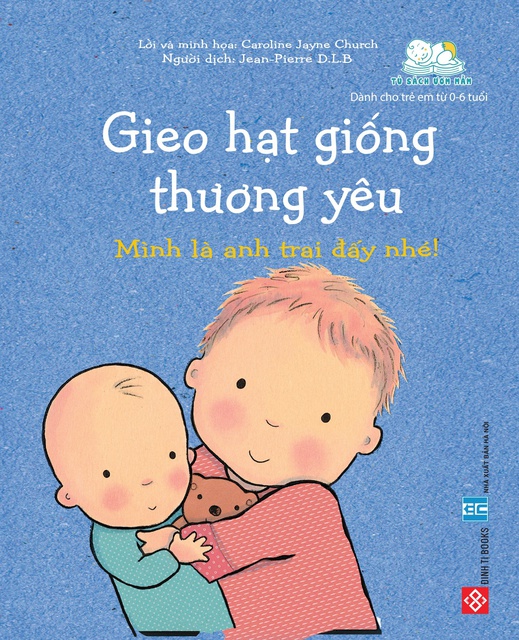 Lời và minh họa: Caroline Jayne Church
Người dịch: Jean-Pierre D.L.B
TỦ SÁCH ƯƠM MẦM
Dành cho trẻ em từ 0-6 tuổi
Gieo hạt giống
thương yêu
Mình là anh trai đấy nhé!
NHÀ XUẤT BẢN HÀ NỘI
ĐINH TỊ BOOKS